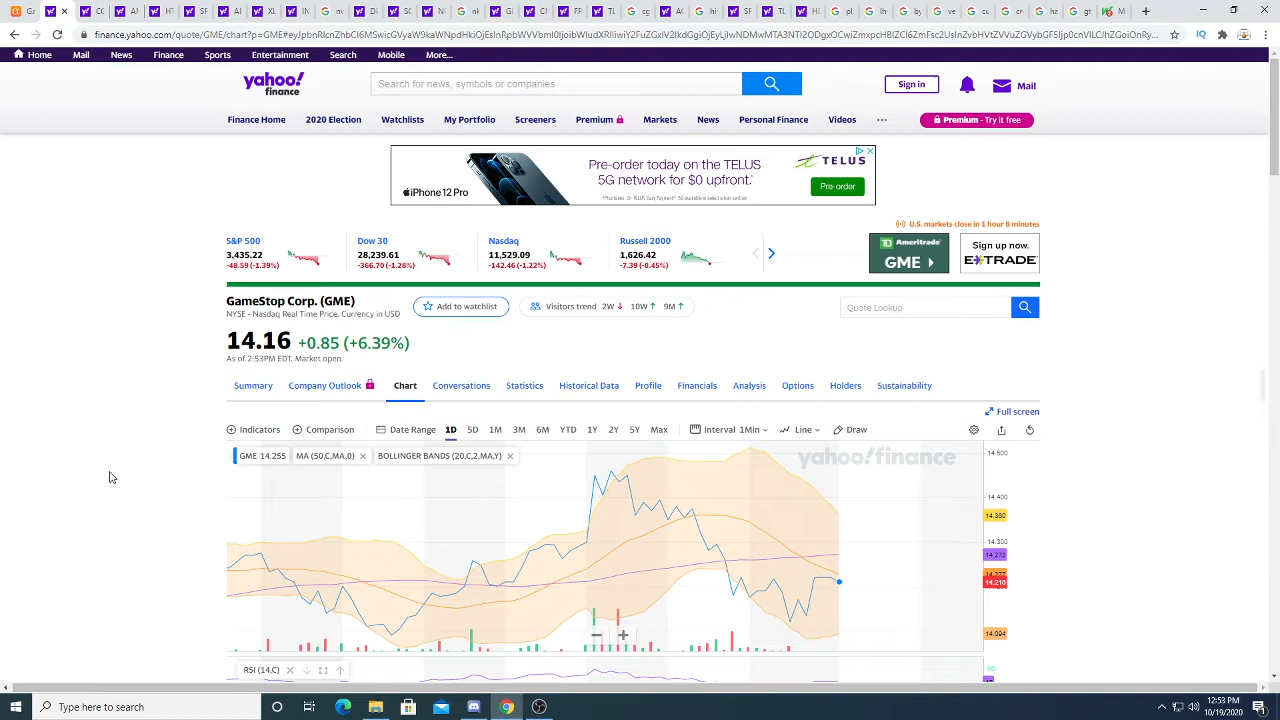 finance.yahoo.com/quote/GME/chart?p=GME
Home Mail News Finance Sports Entertainment Search Mobile More...
yahoo!
finance
Search for news, symbols or companies
Sign in
Mail
Finance Home 2020 Election Watchlists My Portfolio Screeners Premium Markets News Personal Finance Videos ••• Premium - Try it free
iPhone 12 Pro
Pre-order today on the TELUS
5G network for $0 upfront.
TELUS
Pre-order
U.S. markets close in 1 hour 8 minutes
S&P 500
3,435.22
-48.59 (-1.39%)
Dow 30
28,239.61
-366.70 (-1.28%)
Nasdaq
11,529.09
-142.46 (-1.22%)
Russell 2000
1,626.42
-7.39 (-0.45%)
TD Ameritrade
GME
Sign up now.
E*TRADE
GameStop Corp. (GME)
NYSE - Nasdaq Real Time Price. Currency in USD
Add to watchlist
Visitors trend 2W ↓ 10W ↑ 9M ↑
Quote Lookup
14.16 +0.85 (+6.39%)
As of 2:53PM EDT. Market open.
Summary Company Outlook Chart Conversations Statistics Historical Data Profile Financials Analysis Options Holders Sustainability
Full screen
Indicators Comparison Date Range 1D 5D 1M 3M 6M YTD 1Y 2Y 5Y Max Interval 1Min Line Draw
GME 14.255 MA (50,C,MA,0) BOLLINGER BANDS (20,C,2,MA,Y)
yahoo!finance
14.500
14.400
14.360
14.300
14.272
14.210
14.094
RSI (14,C)
Type here to search
12:53 PM
10/19/2020